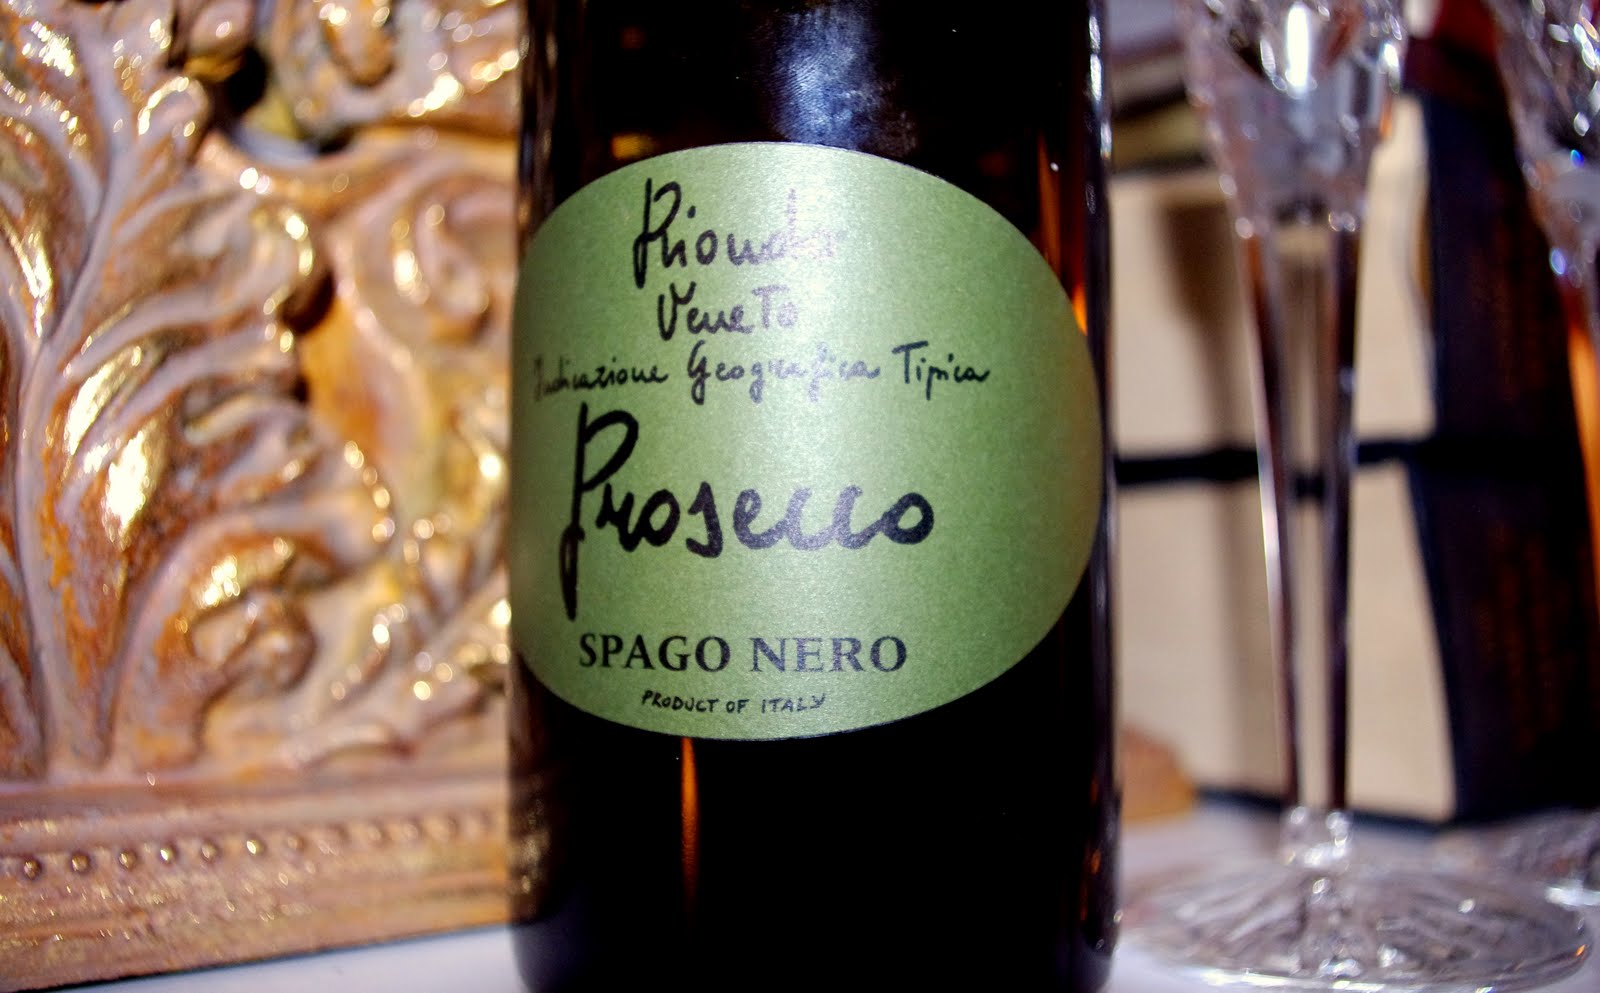 Riondo
Veneto
Indicazione Geografica Tipica
Prosecco
SPAGO NERO
PRODUCT OF ITALY